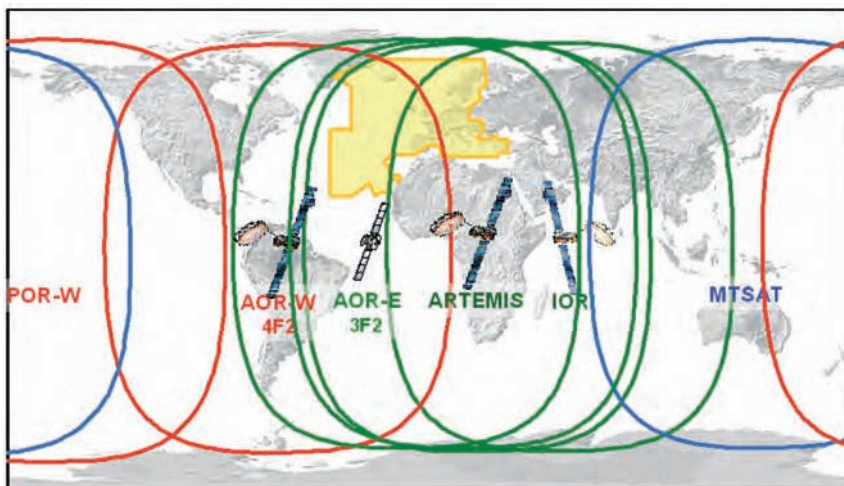 POR-W
AOR-W
4F2
AOR-E
3F2
ARTEMIS
IOR
MTSAT